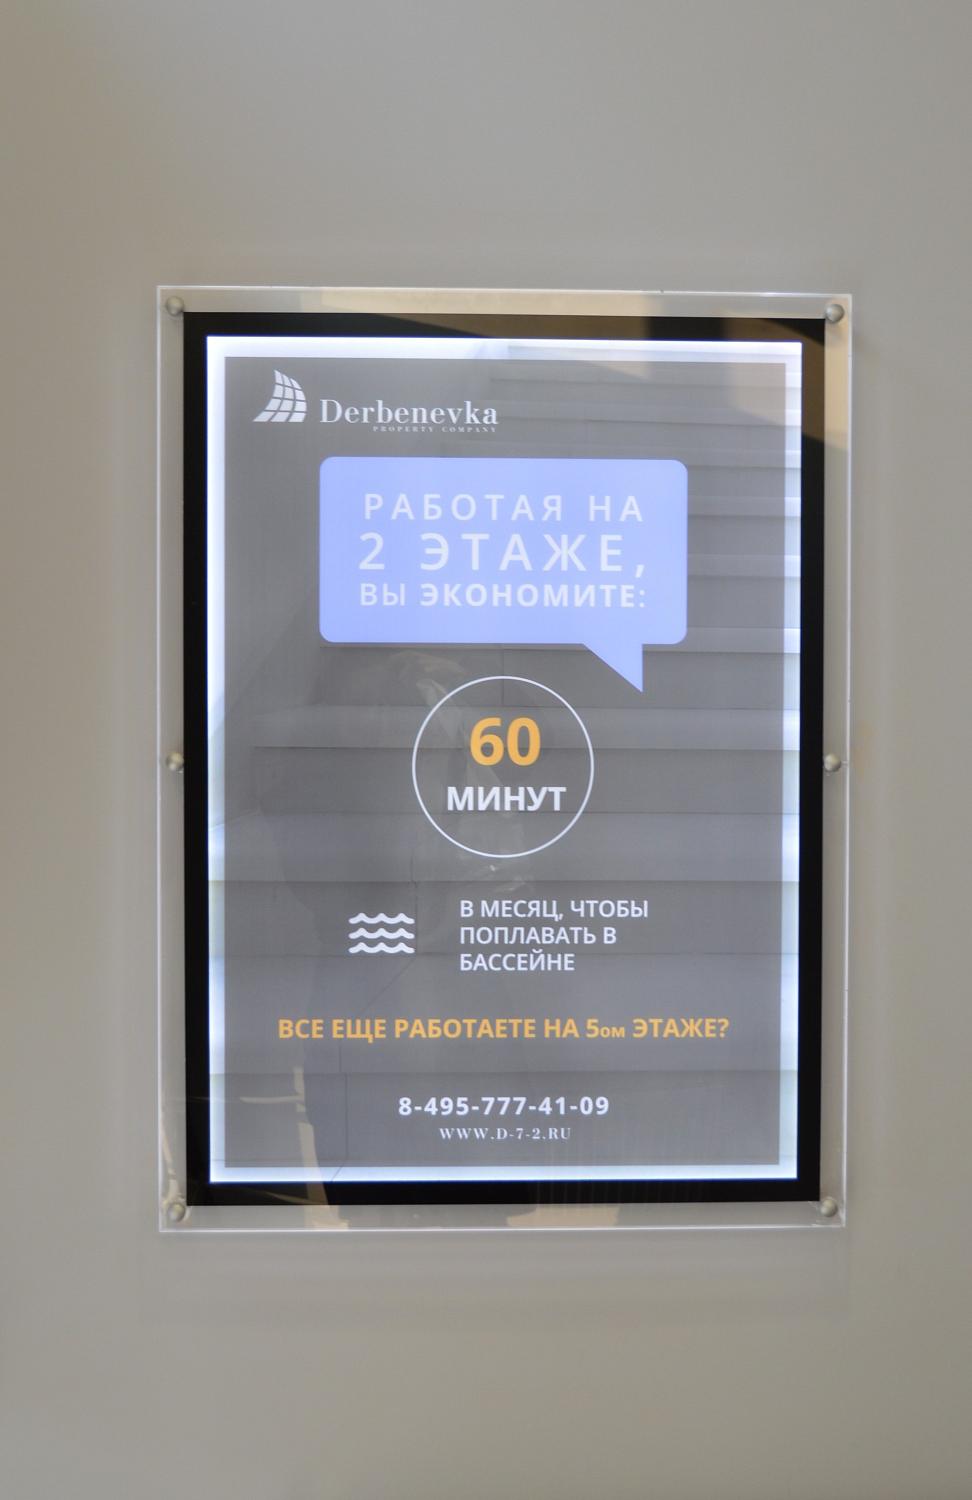 Derbenevka
PROPERTY COMPANY
РАБОТАЯ НА
2 ЭТАЖЕ,
ВЫ ЭКОНОМИТЕ:
60
МИНУТ
В МЕСЯЦ, ЧТОБЫ
ПОПЛАВАТЬ В
БАССЕЙНЕ
ВСЕ ЕЩЕ РАБОТАЕТЕ НА 5ом ЭТАЖЕ?
8-495-777-41-09
WWW.D-7-2.RU